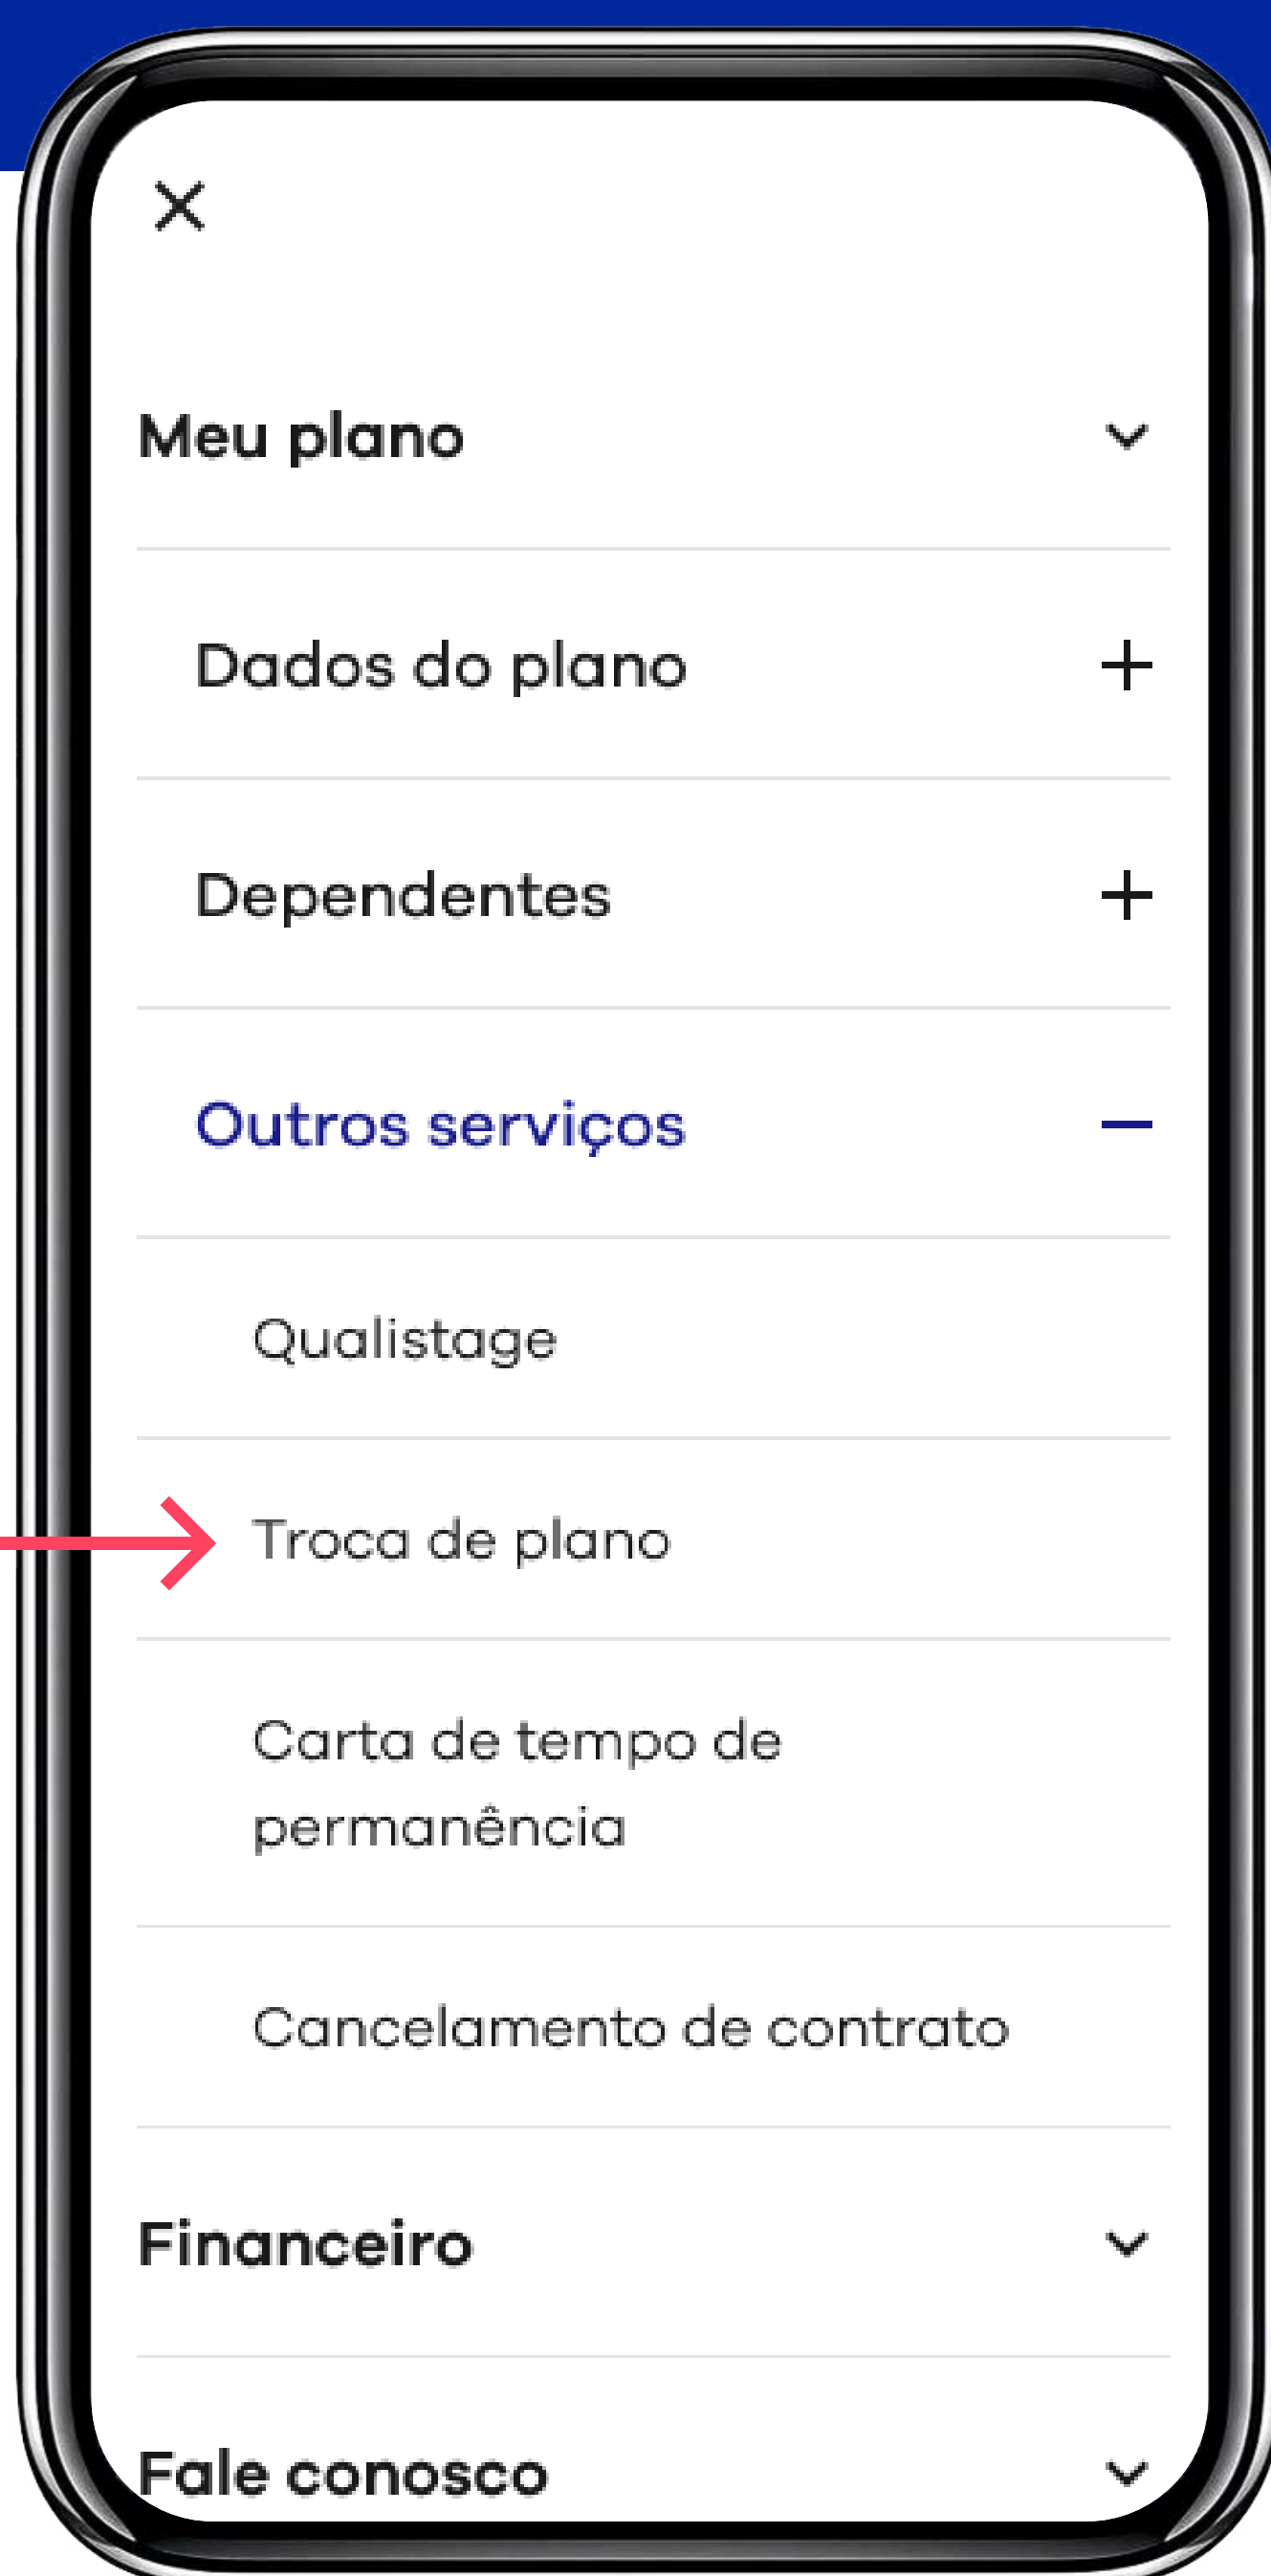 Meu plano
Dados do plano
Dependentes
Outros serviços
Qualistage
Troca de plano
Carta de tempo de
permanência
Cancelamento de contrato
Financeiro
Fale conosco